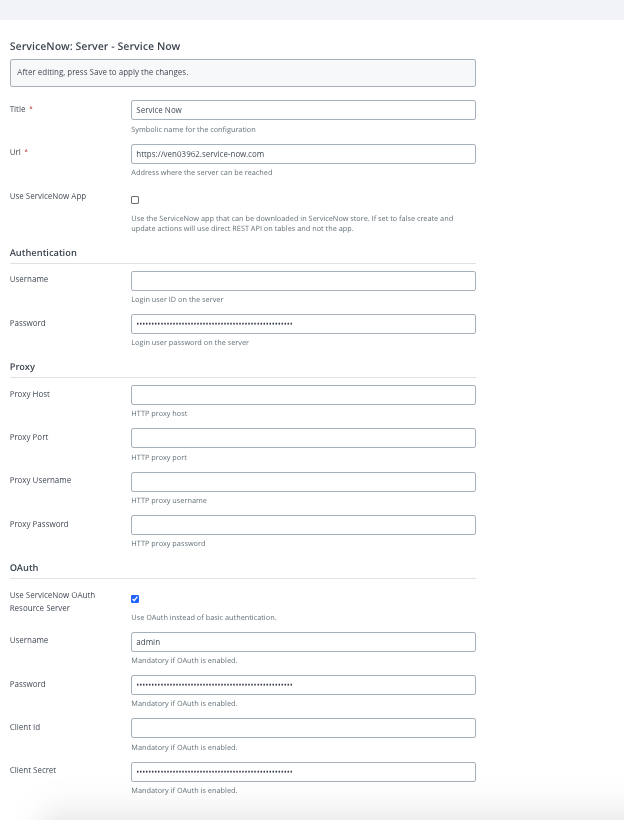 ServiceNow: Server - Service Now
After editing, press Save to apply the changes.
Title *
Service Now
Symbolic name for the configuration
Url *
https://ven03962.service-now.com
Address where the server can be reached
Use ServiceNow App
Use the ServiceNow app that can be downloaded in ServiceNow store. If set to false create and
update actions will use direct REST API on tables and not the app.
Authentication
Username
Login user ID on the server
Password
Login user password on the server
Proxy
Proxy Host
HTTP proxy host
Proxy Port
HTTP proxy port
Proxy Username
HTTP proxy username
Proxy Password
HTTP proxy password
OAuth
Use ServiceNow OAuth
Resource Server
Use OAuth instead of basic authentication.
Username
admin
Mandatory if OAuth is enabled.
Password
Mandatory if OAuth is enabled.
Client id
Mandatory if OAuth is enabled.
Client Secret
Mandatory if OAuth is enabled.